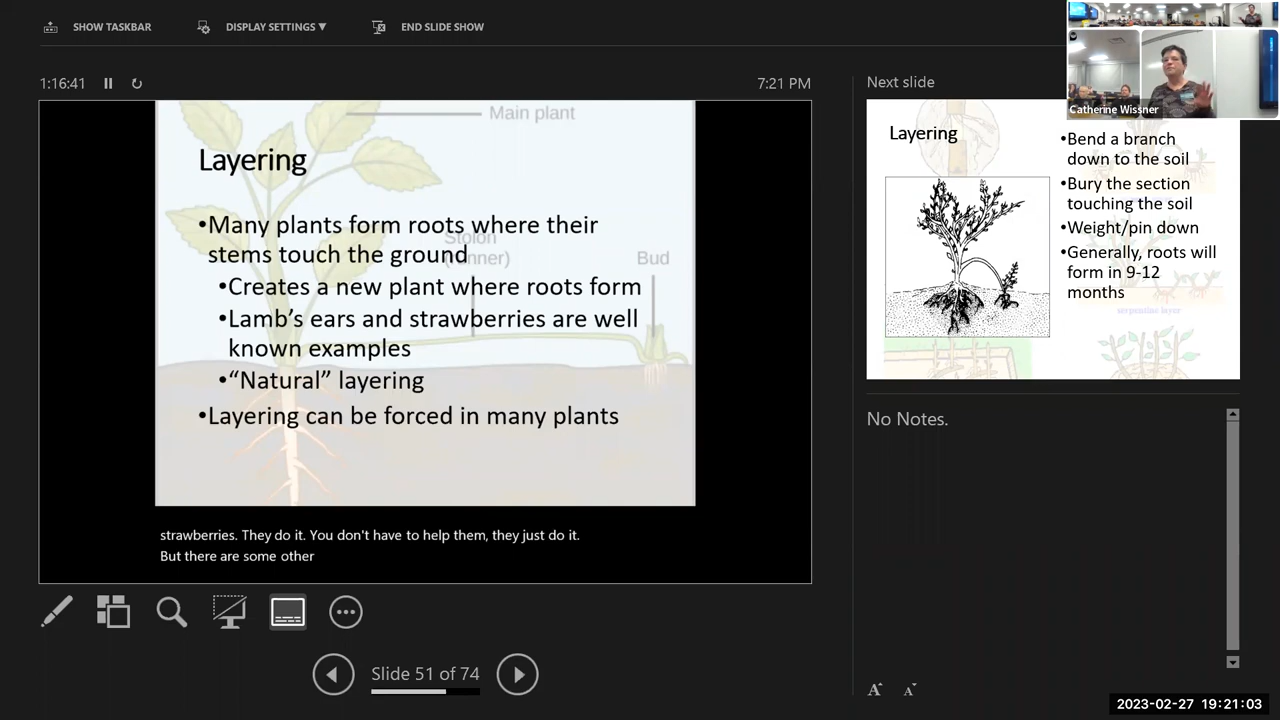 SHOW TASKBAR
DISPLAY SETTINGS ▼
END SLIDE SHOW
1:16:41
7:21 PM
Main plant
Layering
•Many plants form roots where their
stems touch the ground
Stolon
(runner)
Bud
•Creates a new plant where roots form
•Lamb’s ears and strawberries are well
known examples
•“Natural” layering
•Layering can be forced in many plants
strawberries. They do it. You don't have to help them, they just do it.
But there are some other
Slide 51 of 74
Next slide
Catherine Wissner
Layering
•Bend a branch
down to the soil
•Bury the section
touching the soil
•Weight/pin down
•Generally, roots will
form in 9-12
months
serpentine layer
No Notes.
A
A
2023-02-27 19:21:03